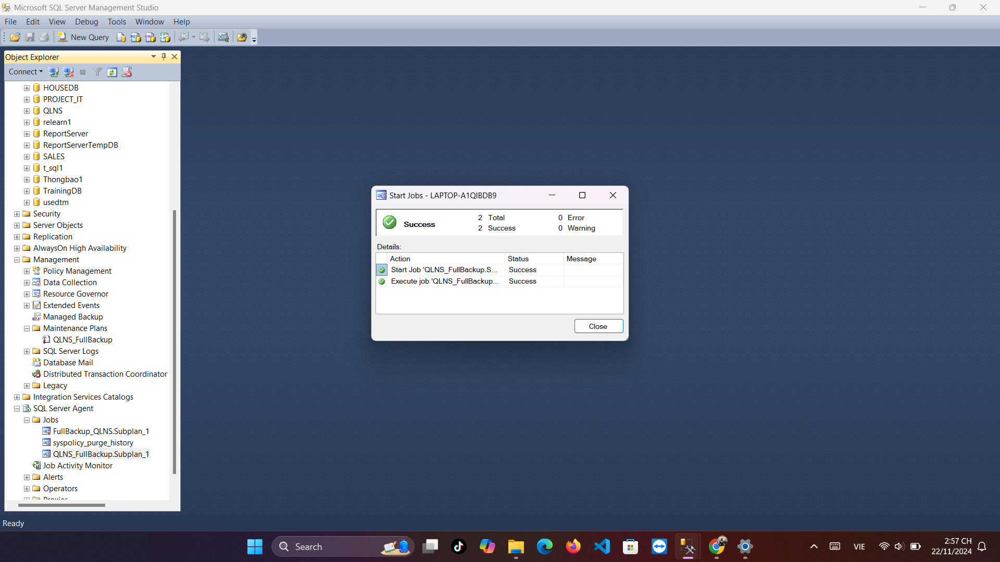 Microsoft SQL Server Management Studio
File Edit View Debug Tools Window Help
New Query
Object Explorer
Connect
HOUSEDB
PROJECT_IT
QLNS
relearn1
ReportServer
ReportServerTempDB
SALES
t_sql1
Thongbao1
TrainingDB
usedtm
Security
Server Objects
Replication
AlwaysOn High Availability
Management
Policy Management
Data Collection
Resource Governor
Extended Events
Managed Backup
Maintenance Plans
QLNS_FullBackup
SQL Server Logs
Database Mail
Distributed Transaction Coordinator
Legacy
Integration Services Catalogs
SQL Server Agent
Jobs
FullBackup_QLNS.Subplan_1
syspolicy_purge_history
QLNS_FullBackup.Subplan_1
Job Activity Monitor
Alerts
Operators
Proxies
Start Jobs - LAPTOP-A1QIBDB9
Success
2 Total 0 Error
2 Success 0 Warning
Details:
Action Status Message
Start Job 'QLNS_FullBackup.S... Success
Execute job 'QLNS_FullBackup... Success
Close
Ready
Search
VIE
2:57 CH
22/11/2024